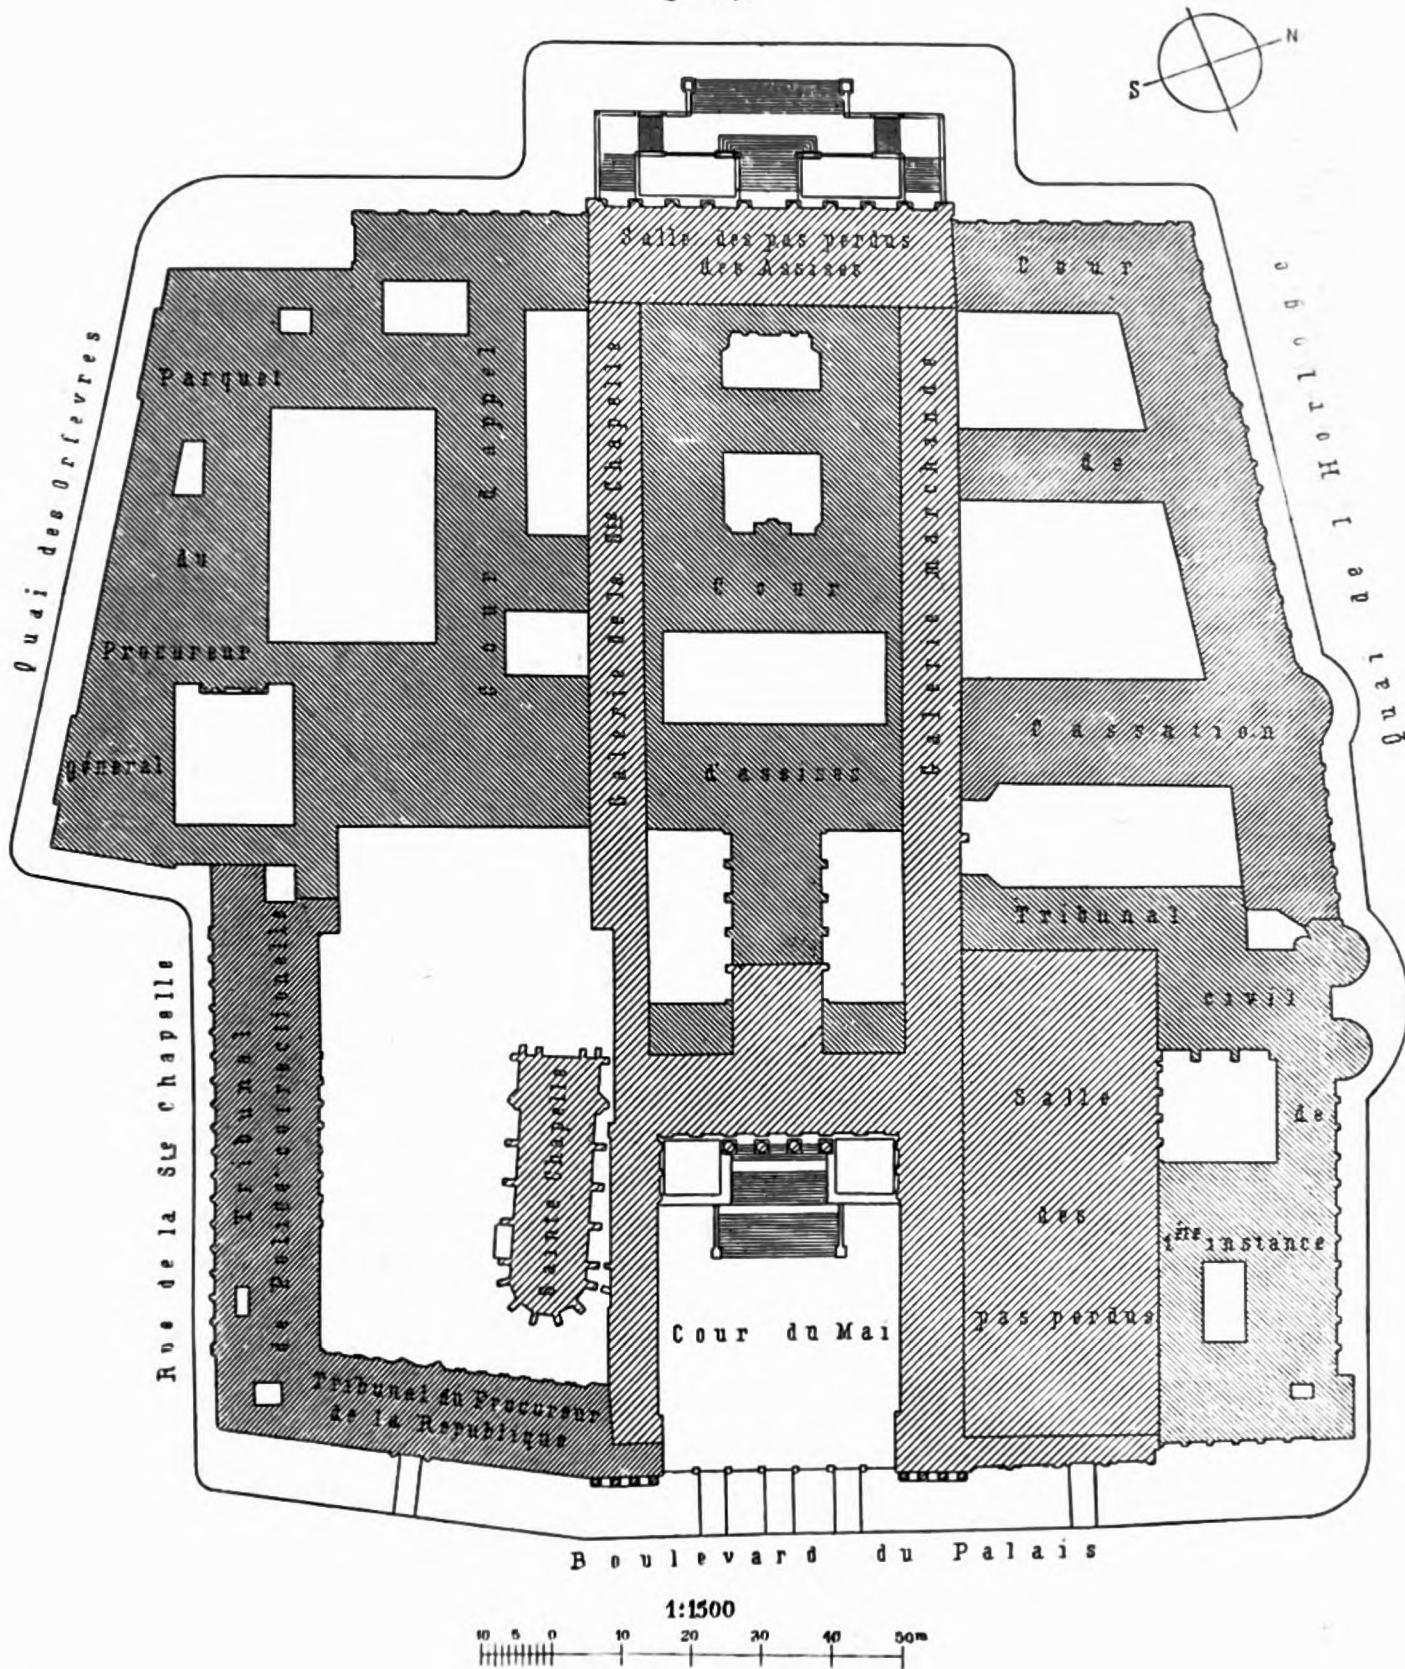 N
S
Salle des pas perdus
des Assises
Cour
de
Cassation
Parquet
du
Procureur
général
Cour d'appel
Galerie de la Ste Chapelle
Galerie marchande
Cour
d'assises
Quai des Orfevres
Quai de l'Horloge
Tribunal
civil
de
1ère instance
Salle
des
pas perdus
Rue de la Ste Chapelle
Tribunal
de Police correctionelle
Sainte Chapelle
Cour du Mai
Tribunal du Procureur
de la Republique
Boulevard du Palais
1:1500
10 5 0 10 20 30 40 50m